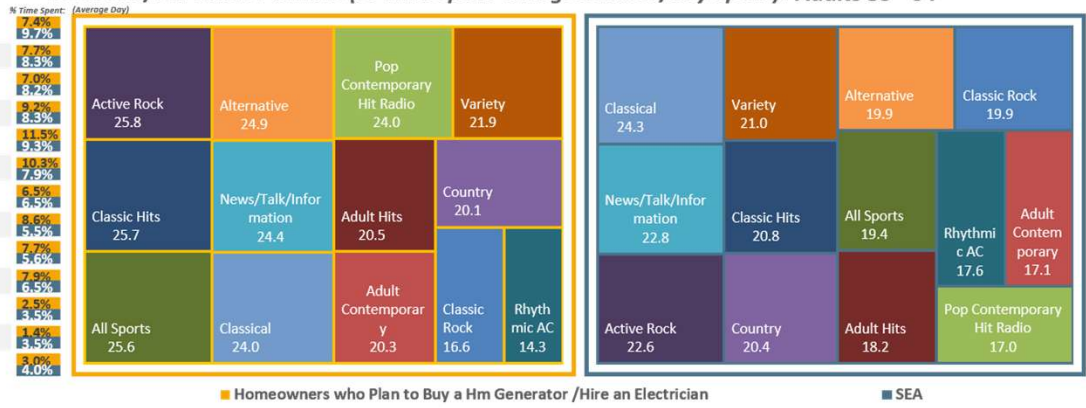 % Time Spent:
(Average Day)
7.4%
9.7%
7.7%
8.3%
7.0%
8.2%
9.2%
8.3%
11.5%
9.3%
10.3%
7.9%
6.5%
6.5%
8.6%
5.5%
7.7%
5.6%
7.9%
6.5%
2.5%
3.5%
1.4%
3.5%
3.0%
4.0%
Active Rock
25.8
Alternative
24.9
Pop
Contemporary
Hit Radio
24.0
Variety
21.9
Classic Hits
25.7
News/Talk/Infor
mation
24.4
Adult Hits
20.5
Country
20.1
All Sports
25.6
Classical
24.0
Adult
Contemporar
y
20.3
Classic
Rock
16.6
Rhyth
mic AC
14.3
Classical
24.3
Variety
21.0
Alternative
19.9
Classic Rock
19.9
News/Talk/Info
rmation
22.8
Classic Hits
20.8
All Sports
19.4
Rhythmi
c AC
17.6
Adult
Contem
porary
17.1
Active Rock
22.6
Country
20.4
Adult Hits
18.2
Pop Contemporary
Hit Radio
17.0
Homeowners who Plan to Buy a Hm Generator /Hire an Electrician
SEA